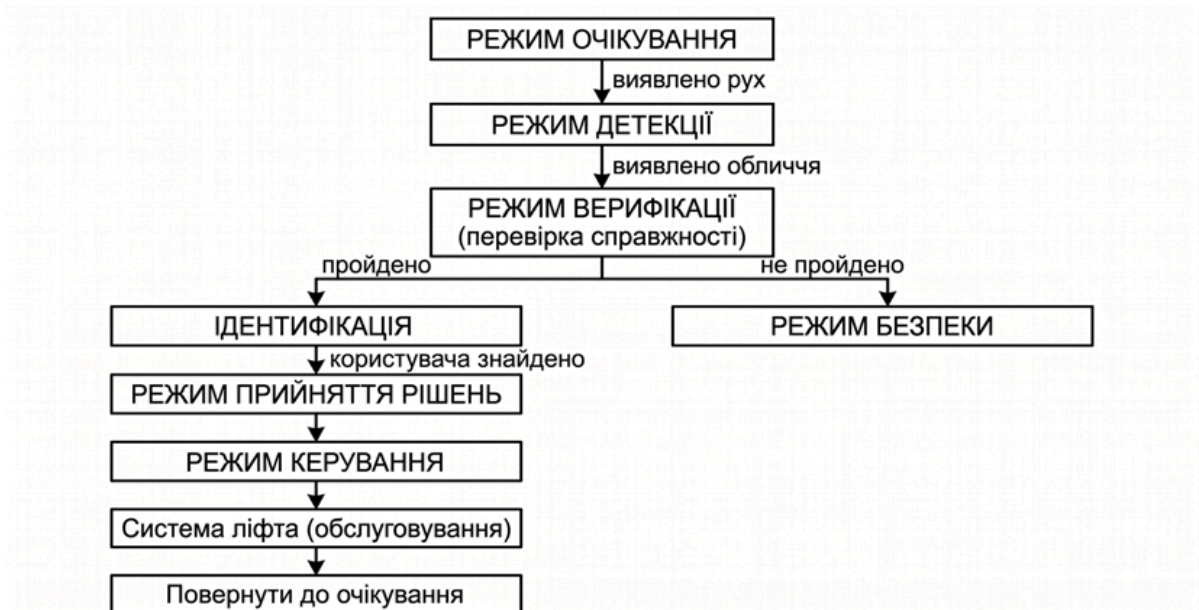 РЕЖИМ ОЧІКУВАННЯ
виявлено рух
РЕЖИМ ДЕТЕКЦІЇ
виявлено обличчя
РЕЖИМ ВЕРИФІКАЦІЇ
(перевірка справжності)
пройдено
не пройдено
ІДЕНТИФІКАЦІЯ
РЕЖИМ БЕЗПЕКИ
користувача знайдено
РЕЖИМ ПРИЙНЯТТЯ РІШЕНЬ
РЕЖИМ КЕРУВАННЯ
Система ліфта (обслуговування)
Повернути до очікування